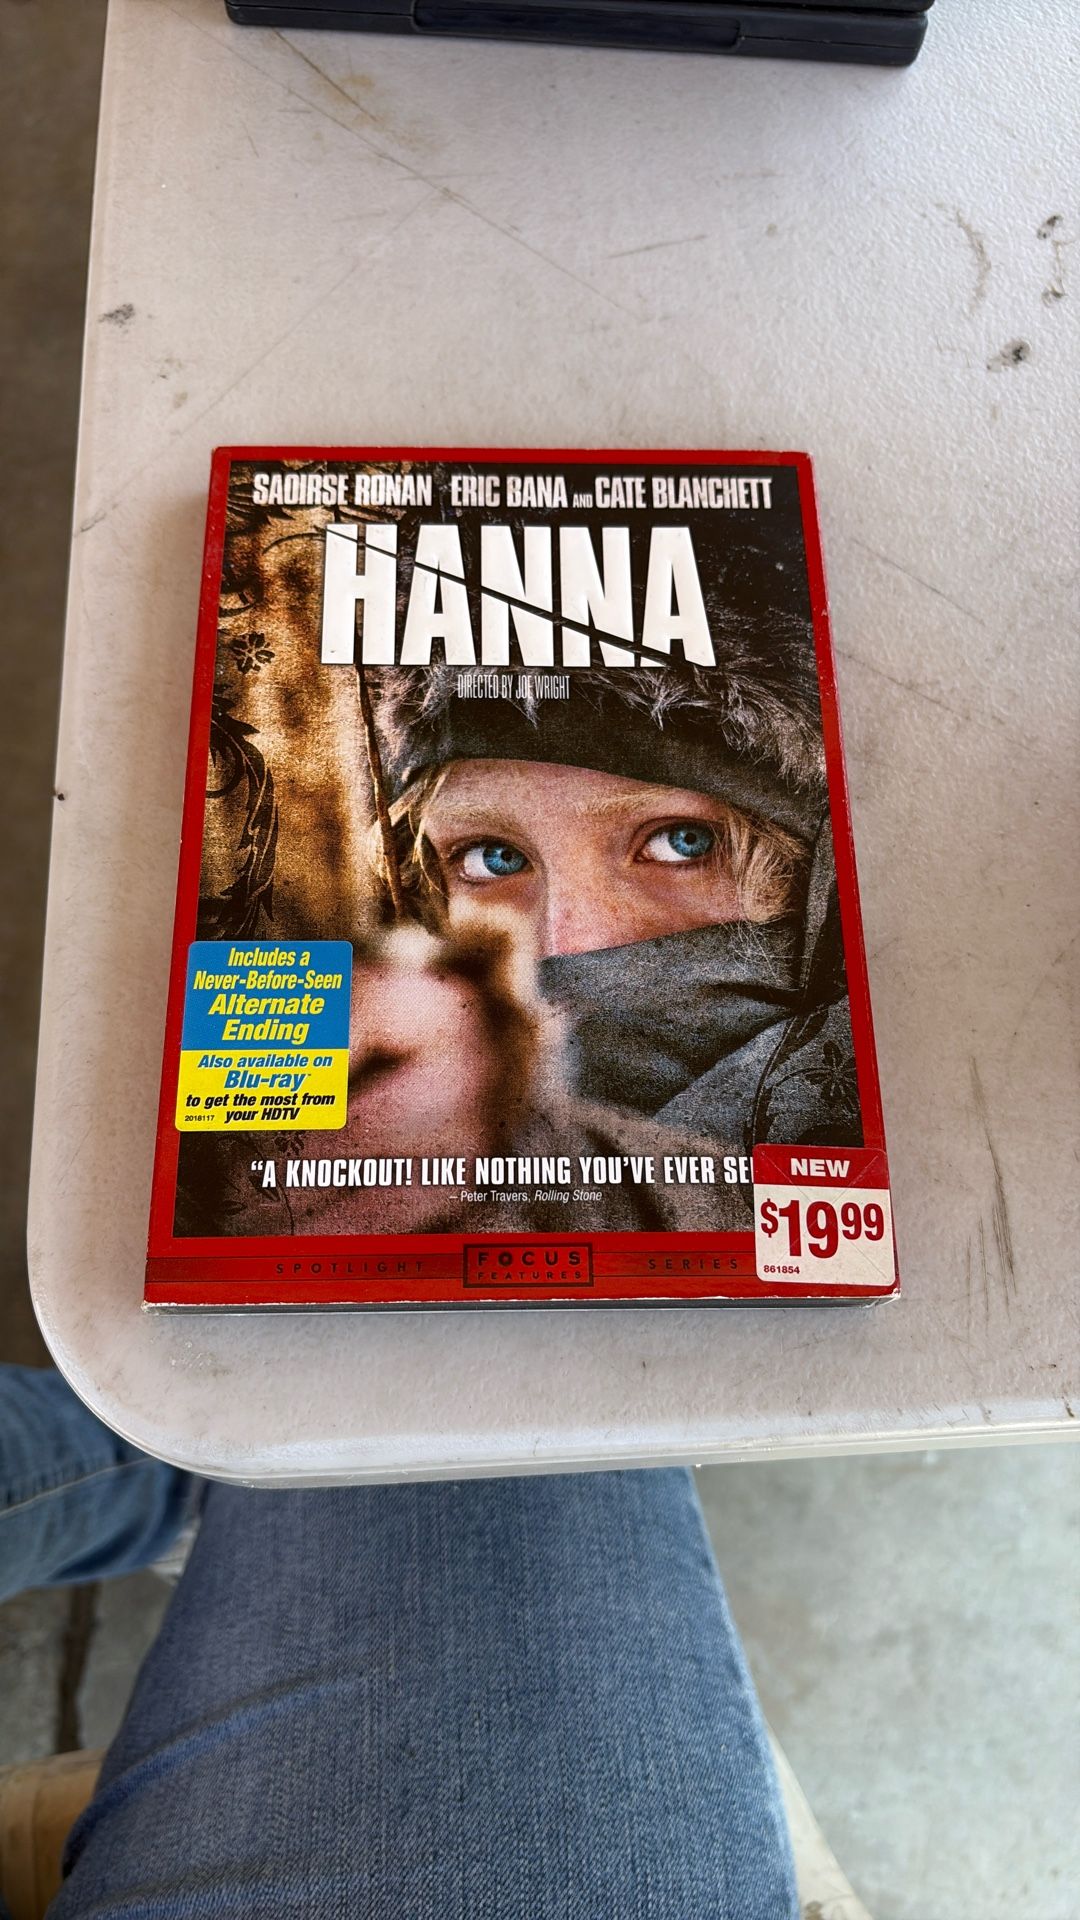 SAOIRSE RONAN ERIC BANA AND CATE BLANCHETT
HANNA
DIRECTED BY JOE WRIGHT
Includes a
Never-Before-Seen
Alternate
Ending
Also available on
Blu-ray™
to get the most from
your HDTV
2018117
“A KNOCKOUT! LIKE NOTHING YOU’VE EVER
– Peter Travers, Rolling Stone
NEW
$19 99
861854
SPOTLIGHT
FOCUS
FEATURES
SERIES